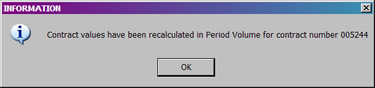 INFORMATION
Contract values have been recalculated in Period Volume for contract number 005244
OK